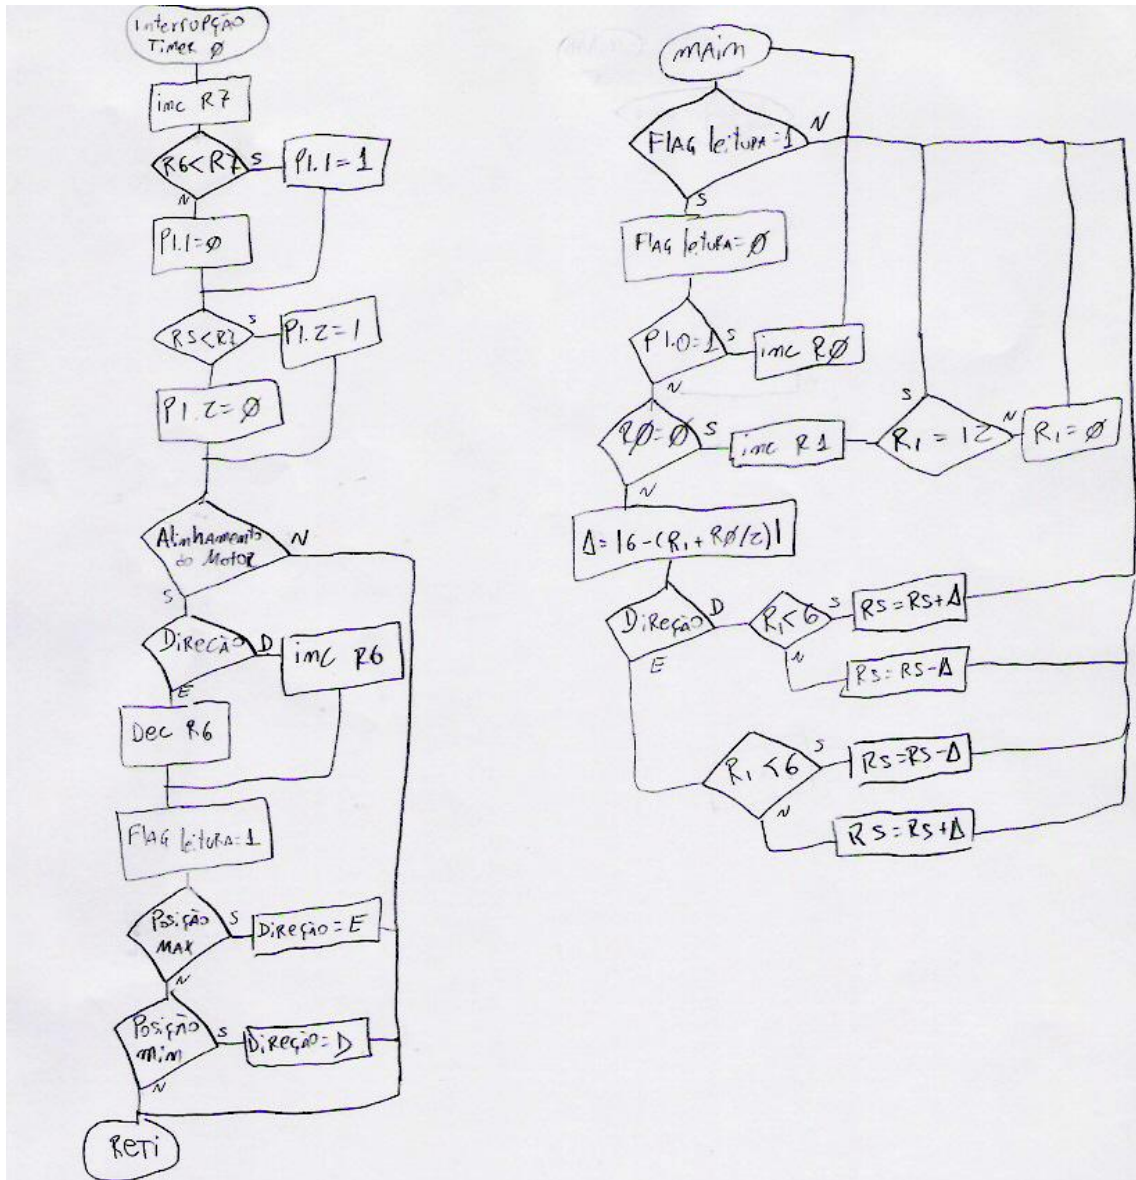 Interrupção
Timer Ø
inc R7
R6<R7
S
P1.1=1
N
P1.1=Ø
R5<R7
S
P1.2=1
P1.2=Ø
Alinhamento
do Motor
N
S
Direção
D
inc R6
E
Dec R6
Flag leitura=1
Posição
MAX
S
Direção=E
N
Posição
Min
S
Direção=D
N
Reti
main
Flag leitura=1
N
S
Flag leitura=Ø
P1.0=1
S
inc RØ
N
RØ=Ø
S
inc R1
S
R1=12
N
R1=Ø
N
Δ=|6-(R1+RØ/2)|
Direção
D
R1<6
S
R5=R5+Δ
N
R5=R5-Δ
E
R1<6
S
R5=R5-Δ
N
R5=R5+Δ